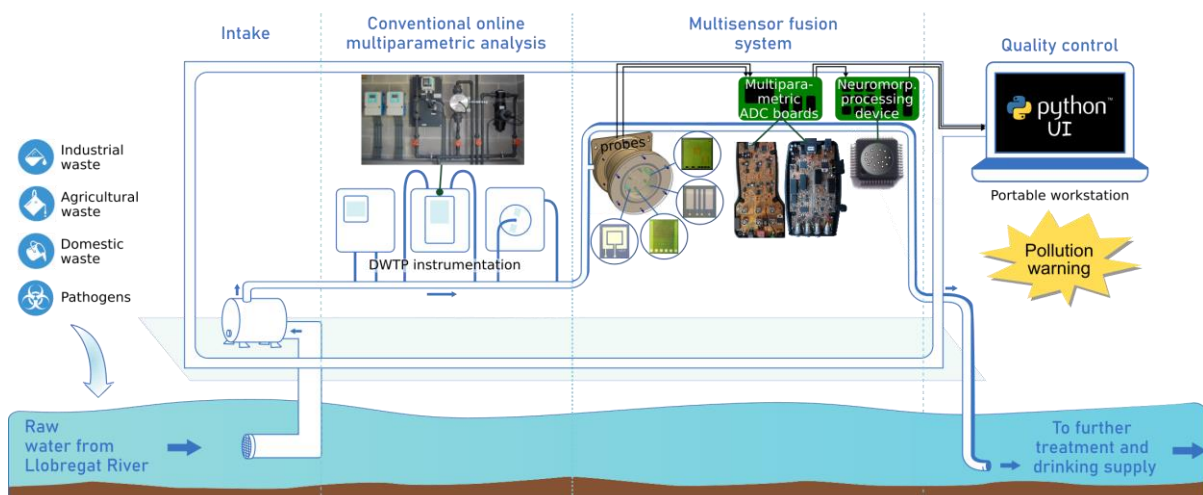 Intake
Conventional online
multiparametric analysis
Multisensor fusion
system
Quality control
Industrial
waste
Agricultural
waste
Domestic
waste
Pathogens
DWTP instrumentation
probes
Multipara-
metric
ADC boards
Neuromorp.
processing
device
python™
UI
Portable workstation
Pollution
warning
Raw
water from
Llobregat River
To further
treatment and
drinking supply